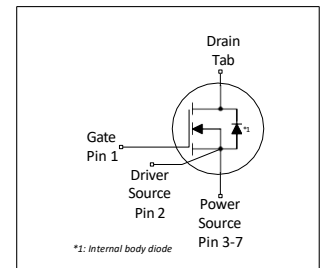 Drain
Tab
*1
Gate
Pin 1
Driver
Source
Pin 2
Power
Source
Pin 3-7
*1: Internal body diode